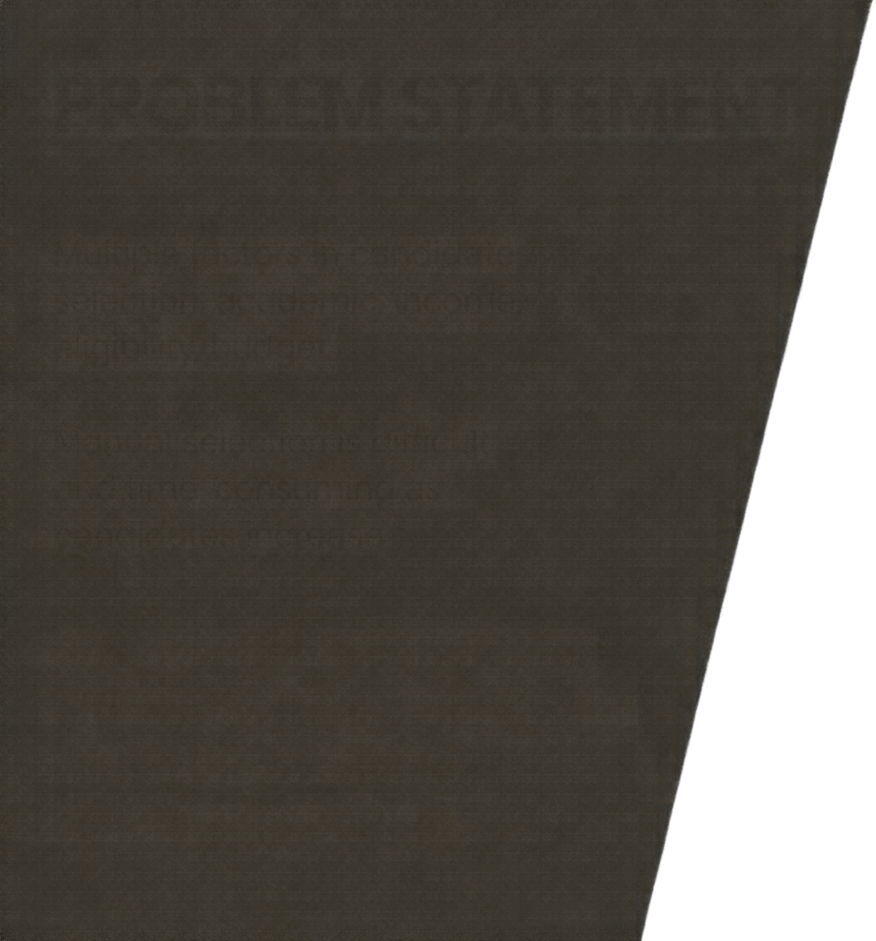 PROBLEM STATEMENT
Multiple factors in candidate
selection: academic, income,
eligibility, budget.
Manual selection is difficult
and time-consuming as
candidates increase.